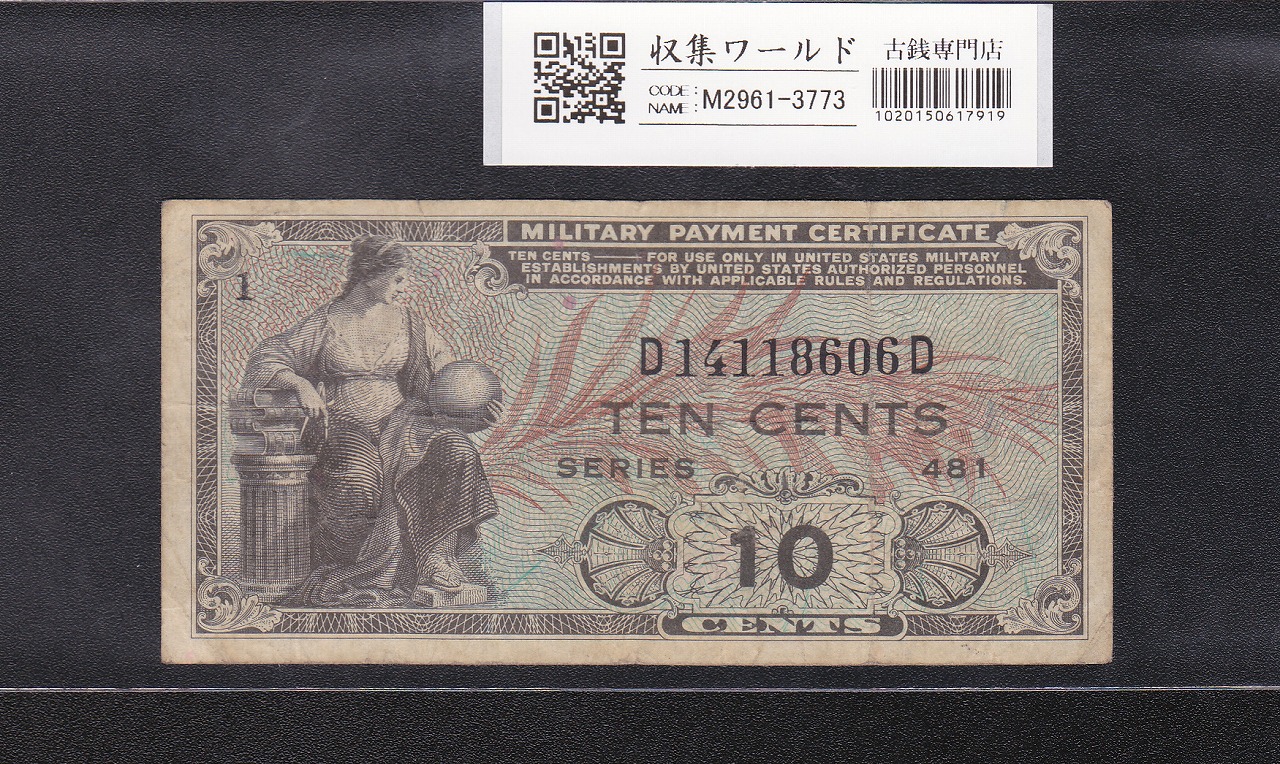 収集ワールド 古銭専門店
CODE:
NAME: M2961-3773
1020150617919
MILITARY PAYMENT CERTIFICATE
TEN CENTS — FOR USE ONLY IN UNITED STATES MILITARY
ESTABLISHMENTS BY UNITED STATES AUTHORIZED PERSONNEL
IN ACCORDANCE WITH APPLICABLE RULES AND REGULATIONS.
1
D14118606D
TEN CENTS
SERIES 481
10
CENTS